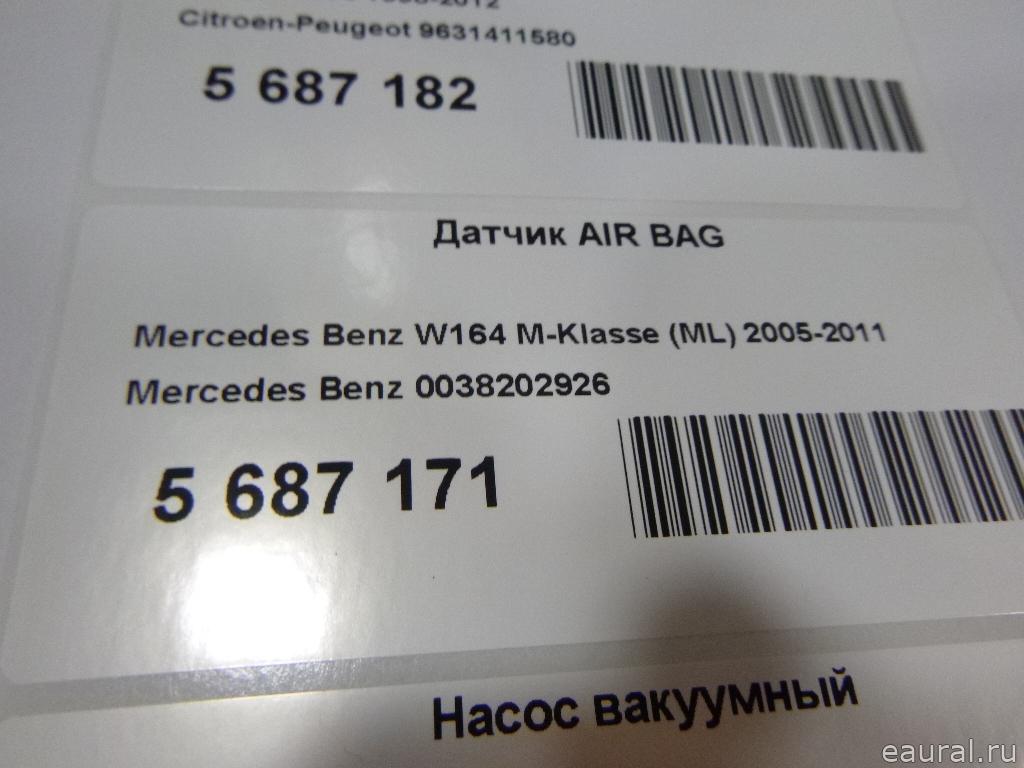 Citroen-Peugeot 9631411580
5 687 182
Датчик AIR BAG
Mercedes Benz W164 M-Klasse (ML) 2005-2011
Mercedes Benz 0038202926
5 687 171
Насос вакуумный
eaural.ru